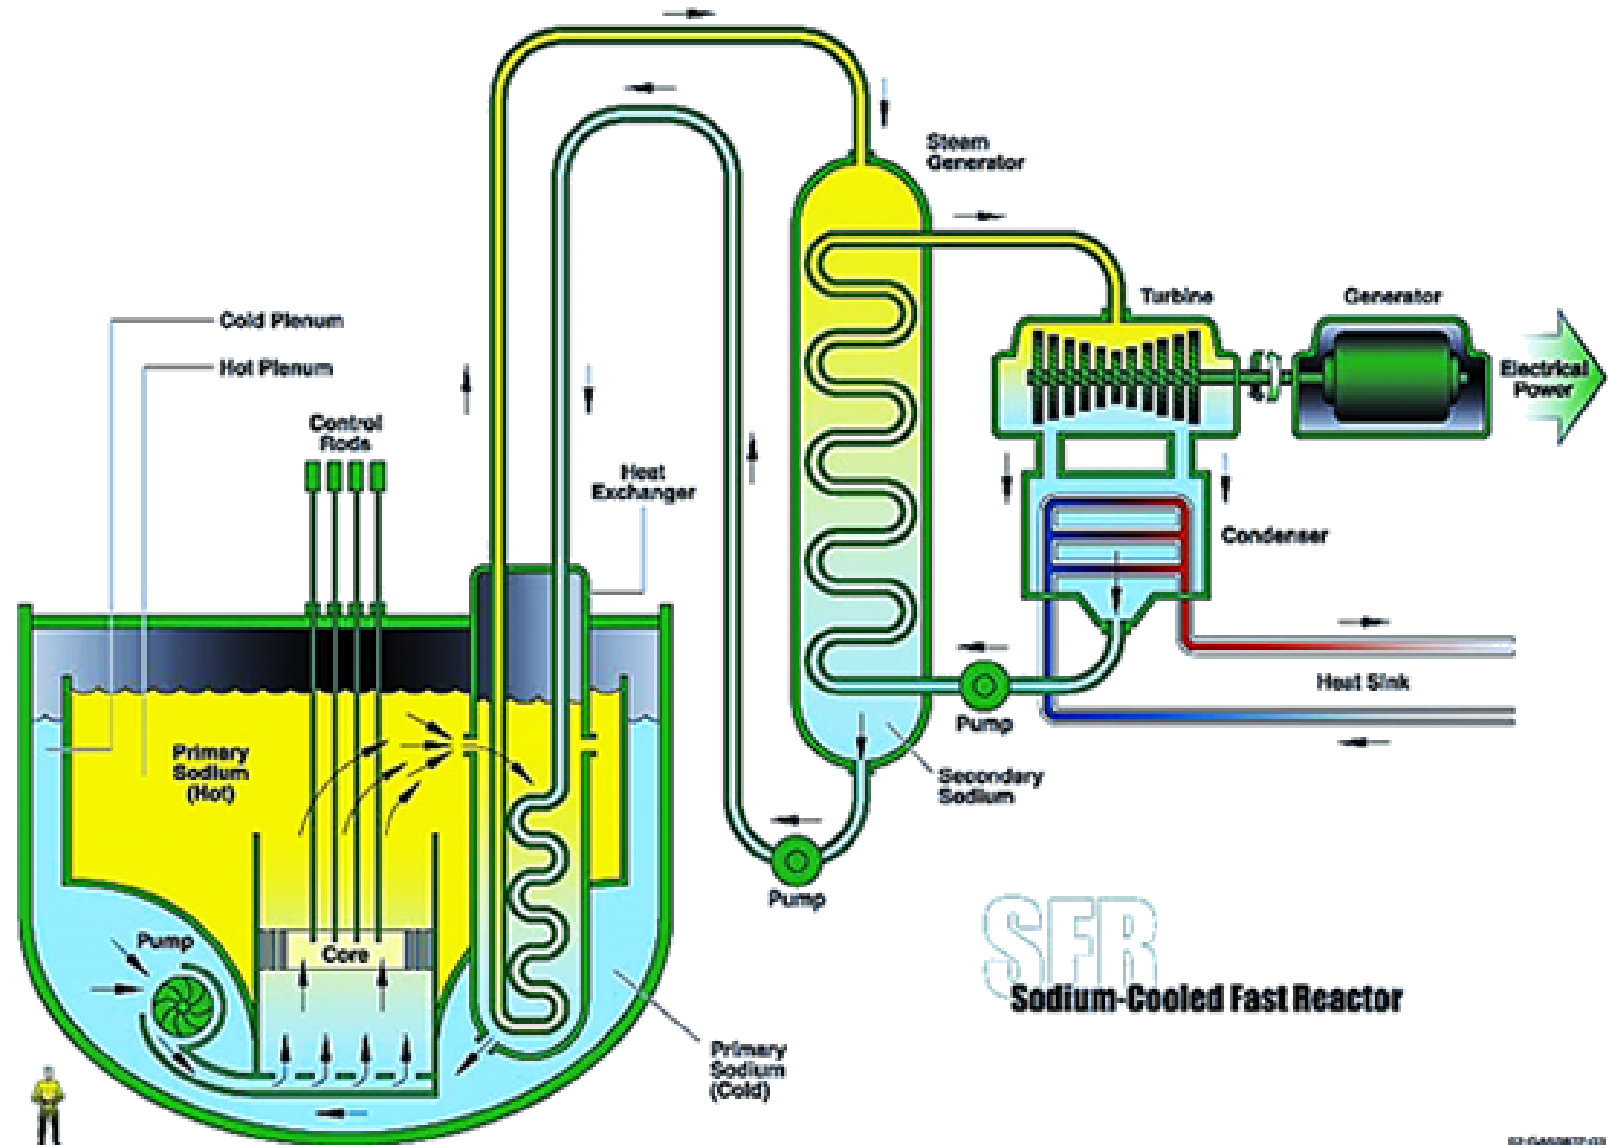 Steam
Generator
Turbine
Generator
Cold Plenum
Hot Plenum
Electrical
Power
Control
Rods
Heat
Exchanger
Condenser
Heat Sink
Pump
Primary
Sodium
(Hot)
Secondary
Sodium
Pump
Pump
Core
SFR
Sodium-Cooled Fast Reactor
Primary
Sodium
(Cold)